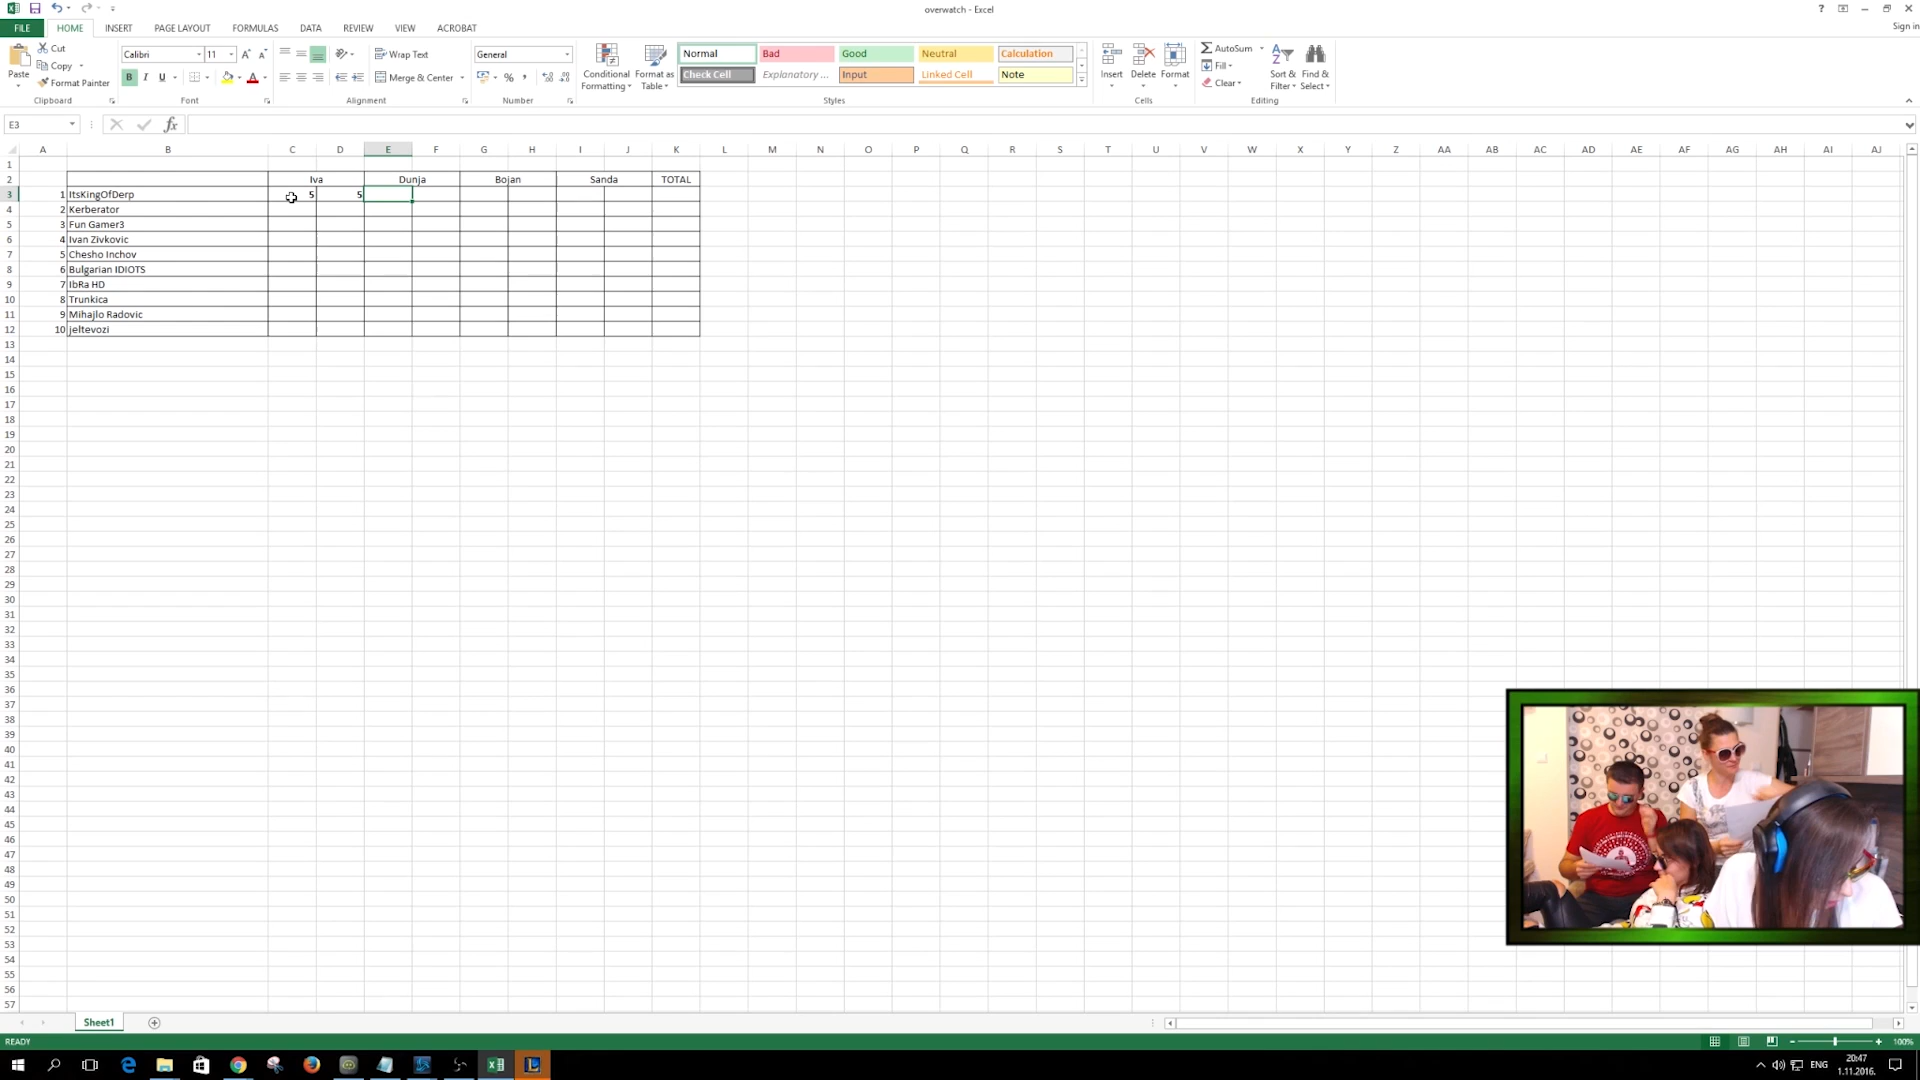 overwatch - Excel
Sign in
FILE HOME INSERT PAGE LAYOUT FORMULAS DATA REVIEW VIEW ACROBAT
Paste Cut Copy Format Painter Clipboard
Calibri 11 B I U A Font
Wrap Text Merge & Center Alignment
General % Number
Conditional Formatting Format as Table
Normal Bad Good Neutral Calculation
Check Cell Explanatory ... Input Linked Cell Note
Styles
Insert Delete Format Cells
AutoSum Fill Clear Sort & Filter Find & Select Editing
E3 fx
A B C D E F G H I J K L M N O P Q R S T U V W X Y Z AA AB AC AD AE AF AG AH AI AJ
1
2 Iva Dunja Bojan Sanda TOTAL
3 1 ItsKingOfDerp 5 5
4 2 Kerberator
5 3 Fun Gamer3
6 4 Ivan Zivkovic
7 5 Chesho Inchov
8 6 Bulgarian IDIOTS
9 7 IbRa HD
10 8 Trunkica
11 9 Mihajlo Radovic
12 10 jeltevozi
13
14
15
16
17
18
19
20
21
22
23
24
25
26
27
28
29
30
31
32
33
34
35
36
37
38
39
40
41
42
43
44
45
46
47
48
49
50
51
52
53
54
55
56
57
Sheet1
READY 100%
ENG 20:47
1.11.2016.